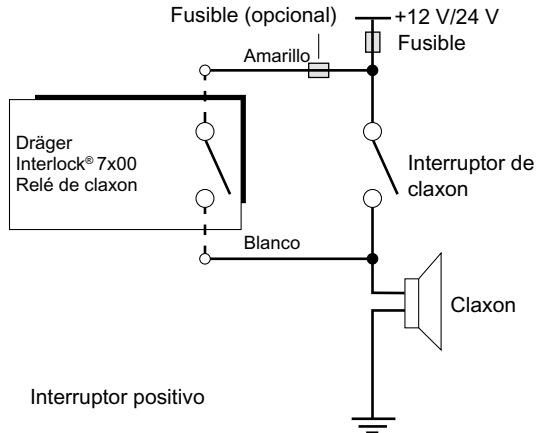 Fusible (opcional)
+12 V/24 V
Fusible
Amarillo
Dräger
Interlock® 7x00
Relé de claxon
Interruptor de
claxon
Blanco
Claxon
Interruptor positivo